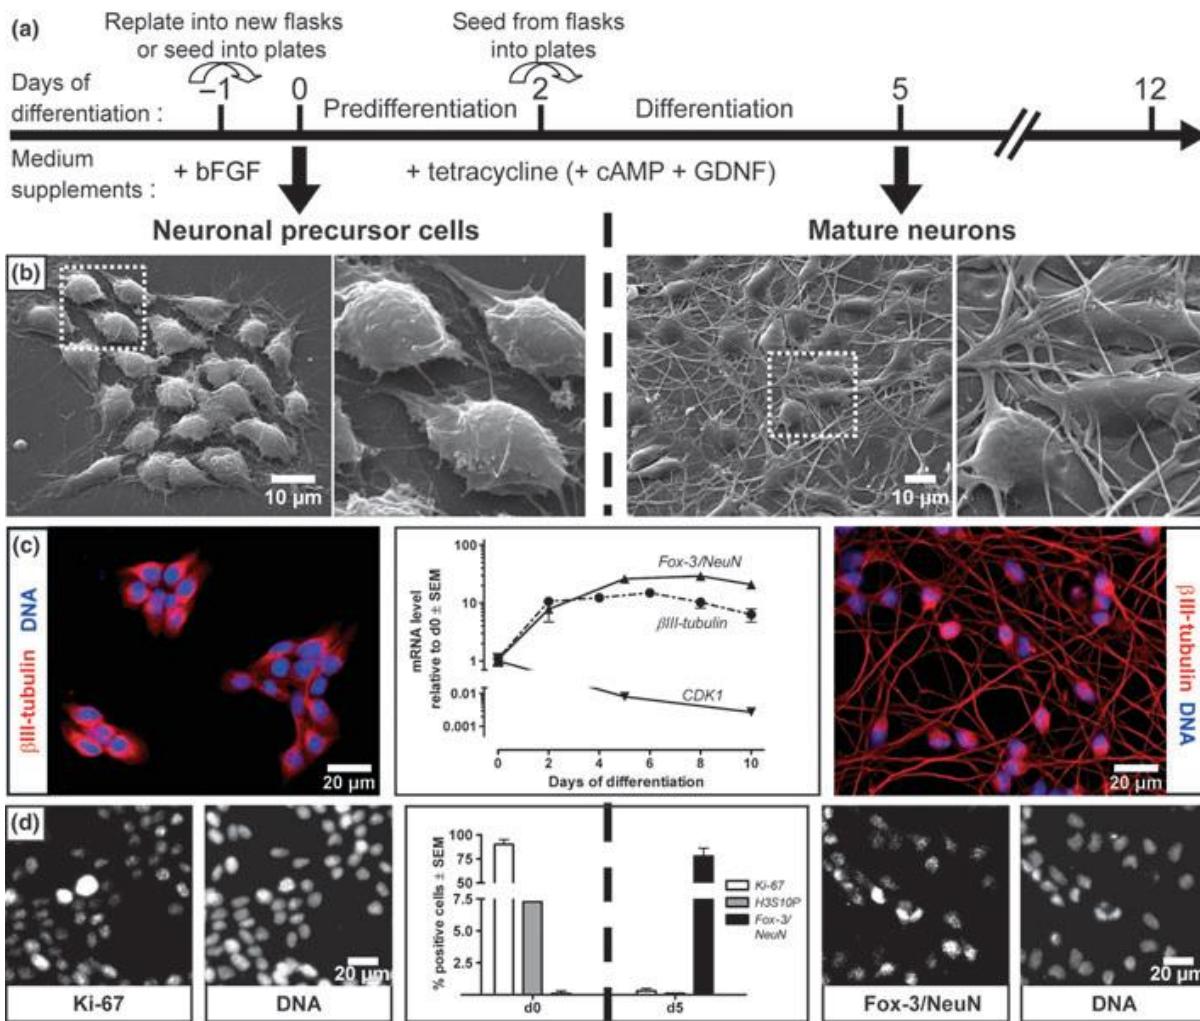 (a)
Replate into new flasks
or seed into plates
Seed from flasks
into plates
Days of
differentiation :
−1 0 Predifferentiation 2 Differentiation 5 12
Medium
supplements :
+ bFGF
+ tetracycline (+ cAMP + GDNF)
Neuronal precursor cells
Mature neurons
(b)
10 µm
10 µm
(c)
βIII-tubulin DNA
20 µm
mRNA level
relative to d0 ± SEM
100
10
1
0.01
0.001
Fox-3/NeuN
βIII-tubulin
CDK1
0 2 4 6 8 10
Days of differentiation
20 µm
βIII-tubulin DNA
(d)
Ki-67
20 µm
DNA
% positive cells ± SEM
100
75
50
7.5
5.0
2.5
Ki-67
H3S10P
Fox-3/
NeuN
d0 d5
Fox-3/NeuN
20 µm
DNA